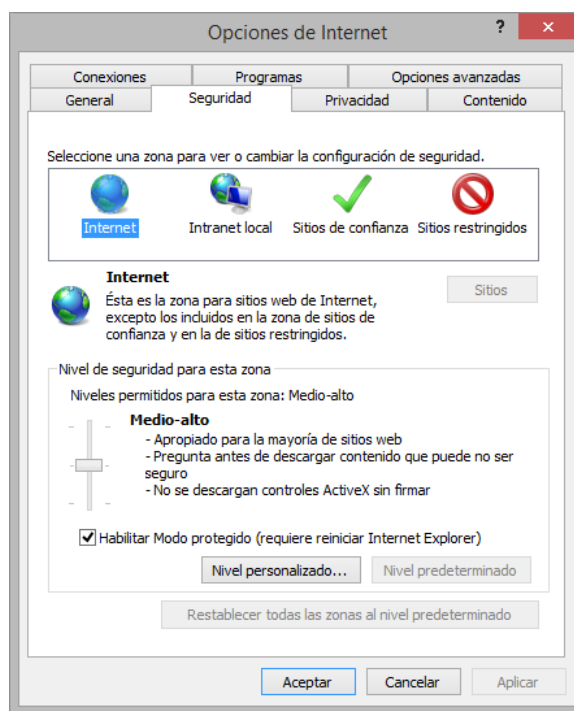 Opciones de Internet
?
×
Conexiones
Programas
Opciones avanzadas
General
Seguridad
Privacidad
Contenido
Seleccione una zona para ver o cambiar la configuración de seguridad.
Internet
Intranet local
Sitios de confianza
Sitios restringidos
Internet
Ésta es la zona para sitios web de Internet,
excepto los incluidos en la zona de sitios de
confianza y en la de sitios restringidos.
Sitios
Nivel de seguridad para esta zona
Niveles permitidos para esta zona: Medio-alto
Medio-alto
- Apropiado para la mayoría de sitios web
- Pregunta antes de descargar contenido que puede no ser
seguro
- No se descargan controles ActiveX sin firmar
Habilitar Modo protegido (requiere reiniciar Internet Explorer)
Nivel personalizado...
Nivel predeterminado
Restablecer todas las zonas al nivel predeterminado
Aceptar
Cancelar
Aplicar